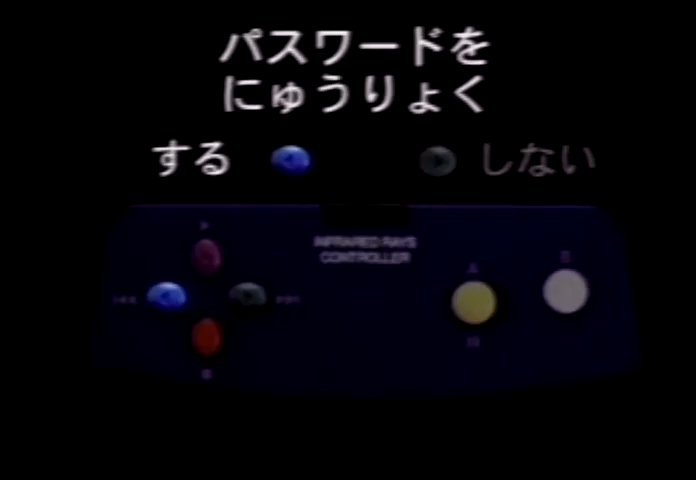 パスワードを
にゅうりょく
する しない
INFRARED RAYS
CONTROLLER
A
B